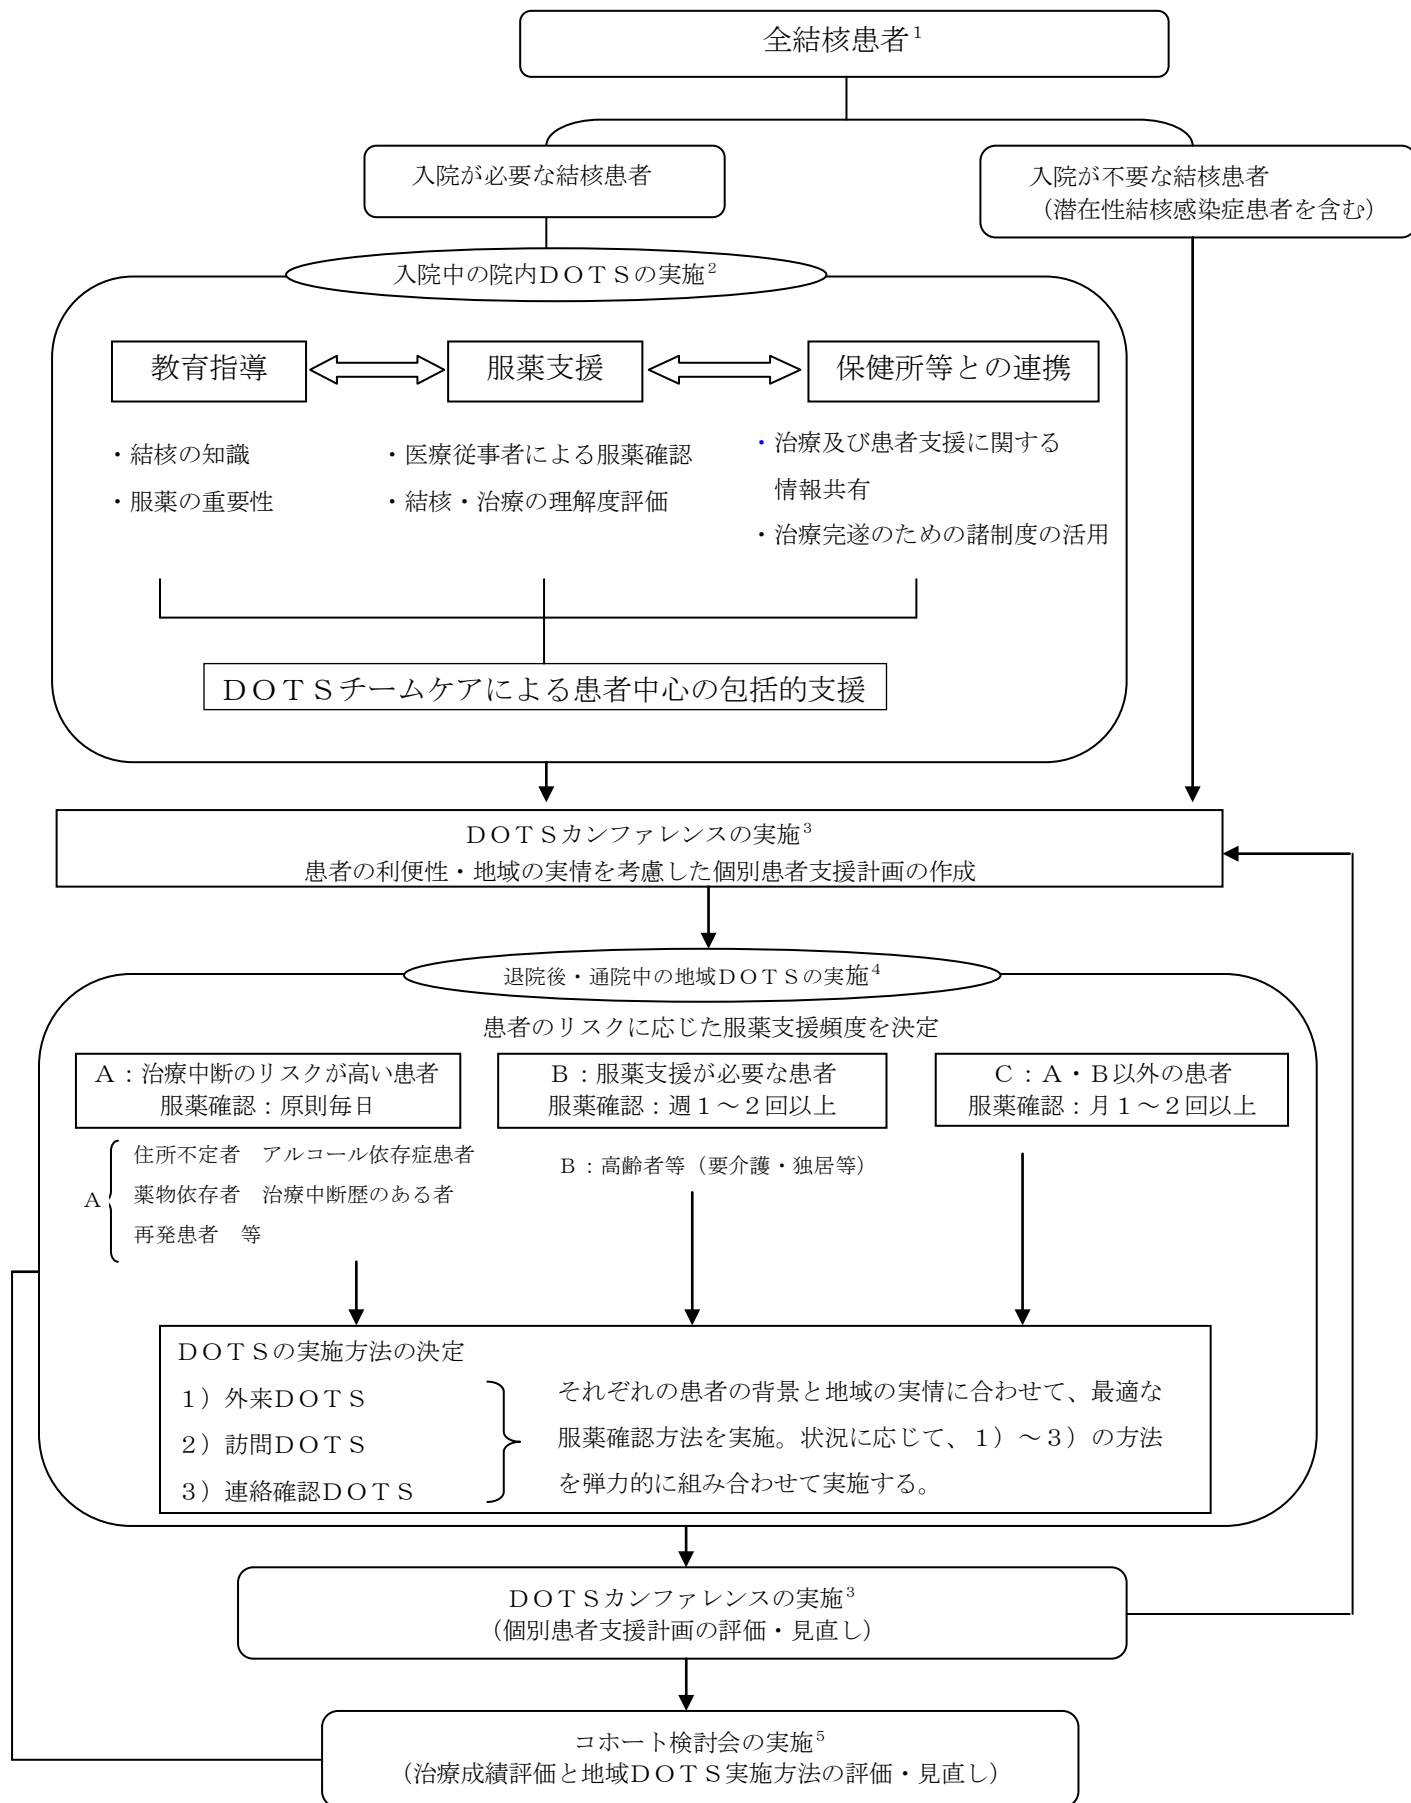 全結核患者1
入院が必要な結核患者
入院が不要な結核患者
(潜在性結核感染症患者を含む)
入院中の院内DOTSの実施2
教育指導
服薬支援
保健所等との連携
・結核の知識
・服薬の重要性
・医療従事者による服薬確認
・結核・治療の理解度評価
・治療及び患者支援に関する
情報共有
・治療完遂のための諸制度の活用
DOTSチームケアによる患者中心の包括的支援
DOTSカンファレンスの実施3
患者の利便性・地域の実情を考慮した個別患者支援計画の作成
退院後・通院中の地域DOTSの実施4
患者のリスクに応じた服薬支援頻度を決定
A:治療中断のリスクが高い患者
服薬確認:原則毎日
B:服薬支援が必要な患者
服薬確認:週1~2回以上
C:A・B以外の患者
服薬確認:月1~2回以上
A
住所不定者 アルコール依存症患者
薬物依存者 治療中断歴のある者
再発患者 等
B:高齢者等(要介護・独居等)
DOTSの実施方法の決定
1)外来DOTS
2)訪問DOTS
3)連絡確認DOTS
それぞれの患者の背景と地域の実情に合わせて、最適な
服薬確認方法を実施。状況に応じて、1)~3)の方法
を弾力的に組み合わせて実施する。
DOTSカンファレンスの実施3
(個別患者支援計画の評価・見直し)
コホート検討会の実施5
(治療成績評価と地域DOTS実施方法の評価・見直し)